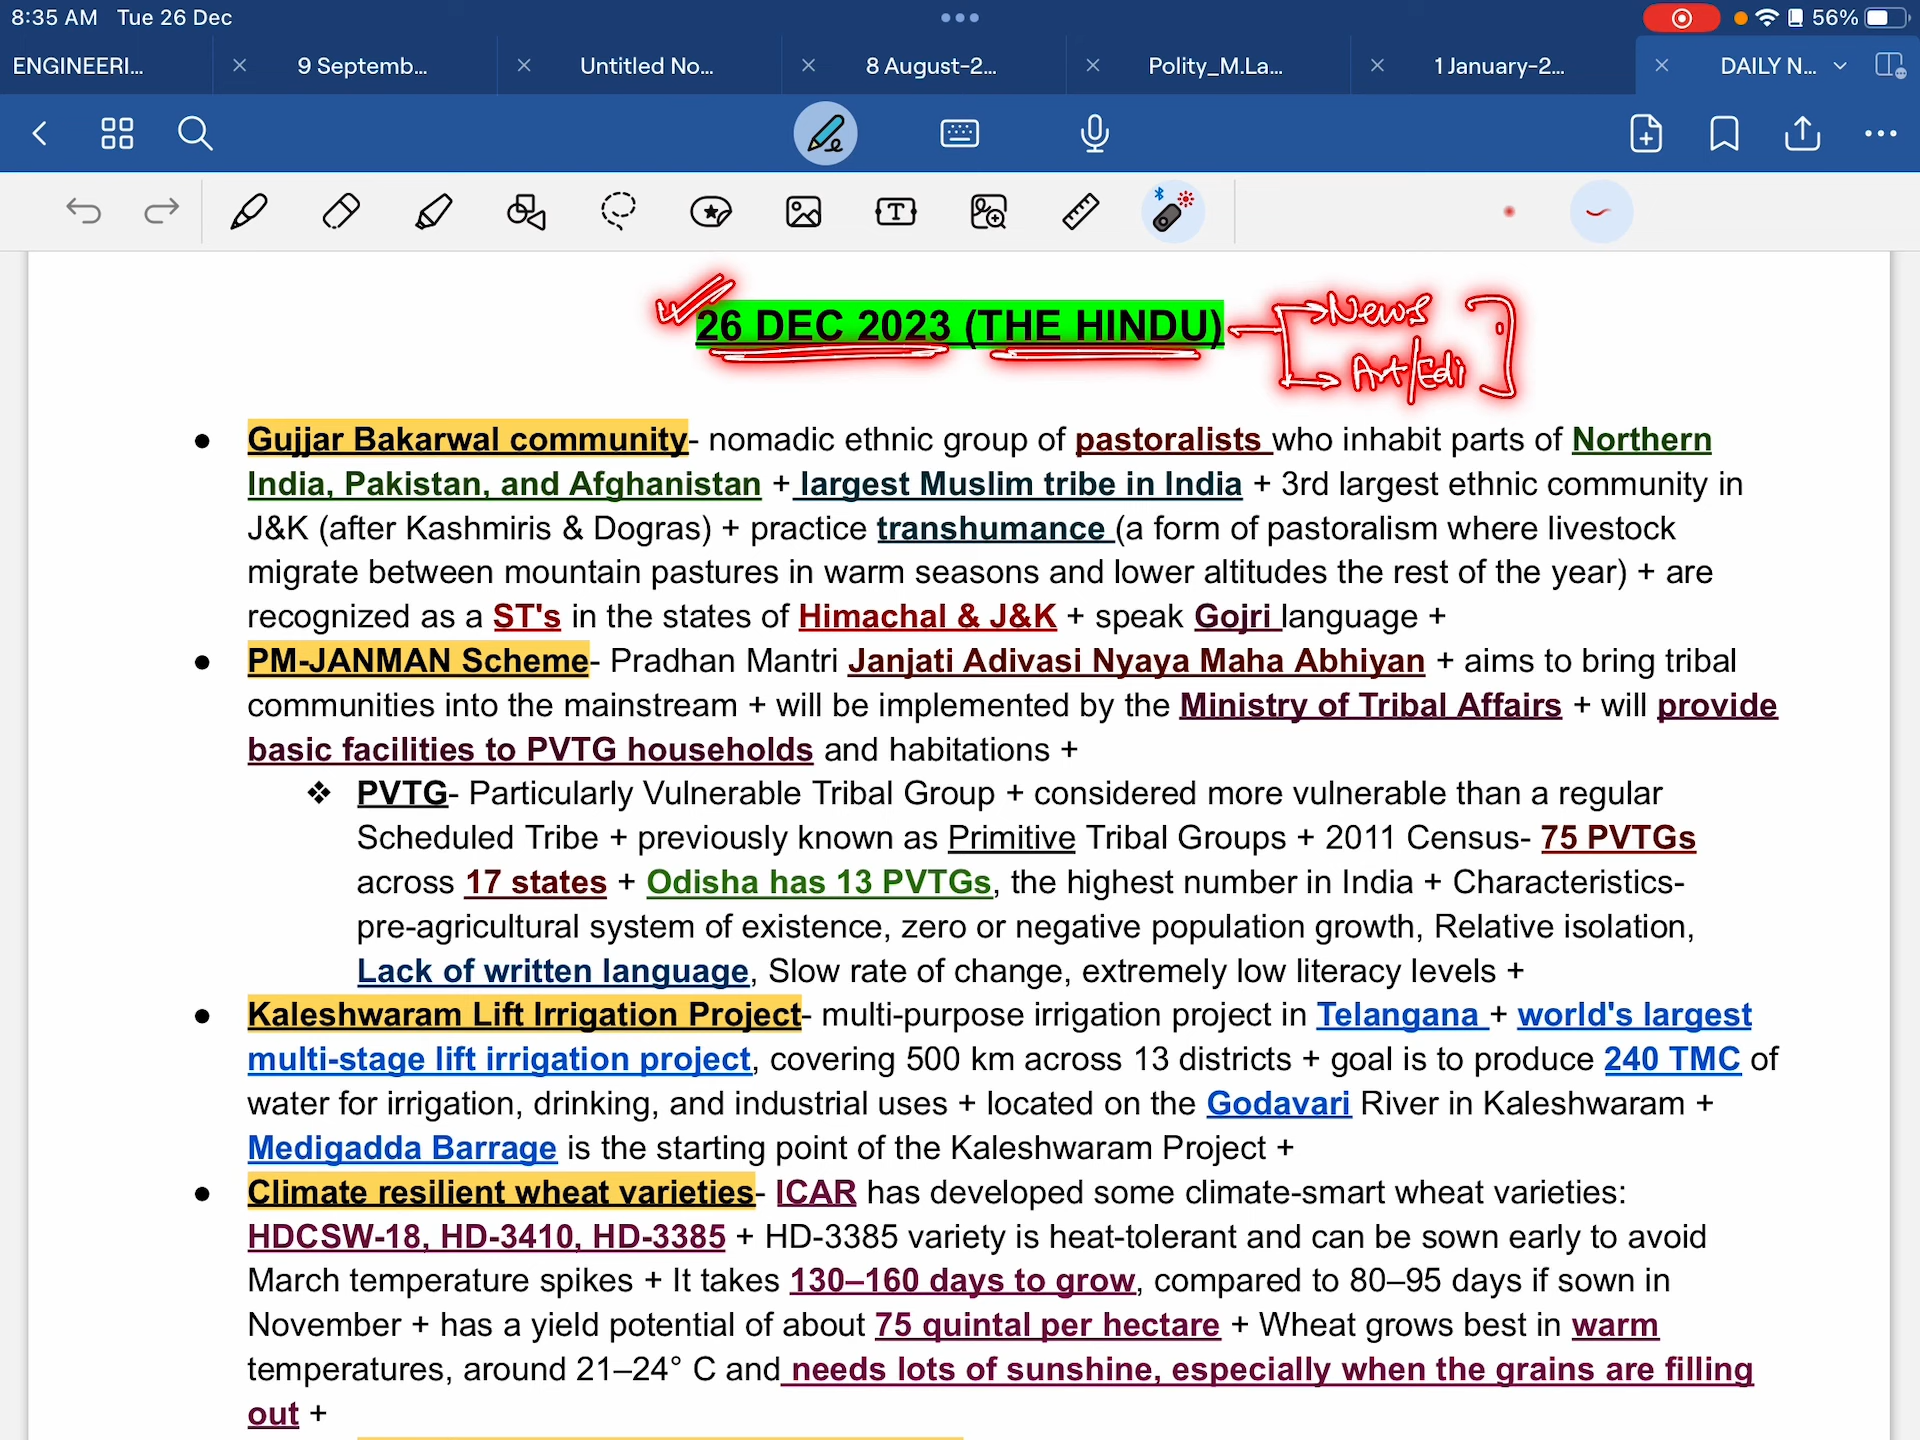 8:35 AM Tue 26 Dec
56%
ENGINEERI...
9 Septemb...
Untitled No...
8 August-2...
Polity_M.La...
1 January-2...
DAILY N...
26 DEC 2023 (THE HINDU)
News
Art/Edi
● Gujjar Bakarwal community- nomadic ethnic group of pastoralists who inhabit parts of Northern
India, Pakistan, and Afghanistan + largest Muslim tribe in India + 3rd largest ethnic community in
J&K (after Kashmiris & Dogras) + practice transhumance (a form of pastoralism where livestock
migrate between mountain pastures in warm seasons and lower altitudes the rest of the year) + are
recognized as a ST's in the states of Himachal & J&K + speak Gojri language +
● PM-JANMAN Scheme- Pradhan Mantri Janjati Adivasi Nyaya Maha Abhiyan + aims to bring tribal
communities into the mainstream + will be implemented by the Ministry of Tribal Affairs + will provide
basic facilities to PVTG households and habitations +
❖ PVTG- Particularly Vulnerable Tribal Group + considered more vulnerable than a regular
Scheduled Tribe + previously known as Primitive Tribal Groups + 2011 Census- 75 PVTGs
across 17 states + Odisha has 13 PVTGs, the highest number in India + Characteristics-
pre-agricultural system of existence, zero or negative population growth, Relative isolation,
Lack of written language, Slow rate of change, extremely low literacy levels +
● Kaleshwaram Lift Irrigation Project- multi-purpose irrigation project in Telangana + world's largest
multi-stage lift irrigation project, covering 500 km across 13 districts + goal is to produce 240 TMC of
water for irrigation, drinking, and industrial uses + located on the Godavari River in Kaleshwaram +
Medigadda Barrage is the starting point of the Kaleshwaram Project +
● Climate resilient wheat varieties- ICAR has developed some climate-smart wheat varieties:
HDCSW-18, HD-3410, HD-3385 + HD-3385 variety is heat-tolerant and can be sown early to avoid
March temperature spikes + It takes 130–160 days to grow, compared to 80–95 days if sown in
November + has a yield potential of about 75 quintal per hectare + Wheat grows best in warm
temperatures, around 21–24° C and needs lots of sunshine, especially when the grains are filling
out +